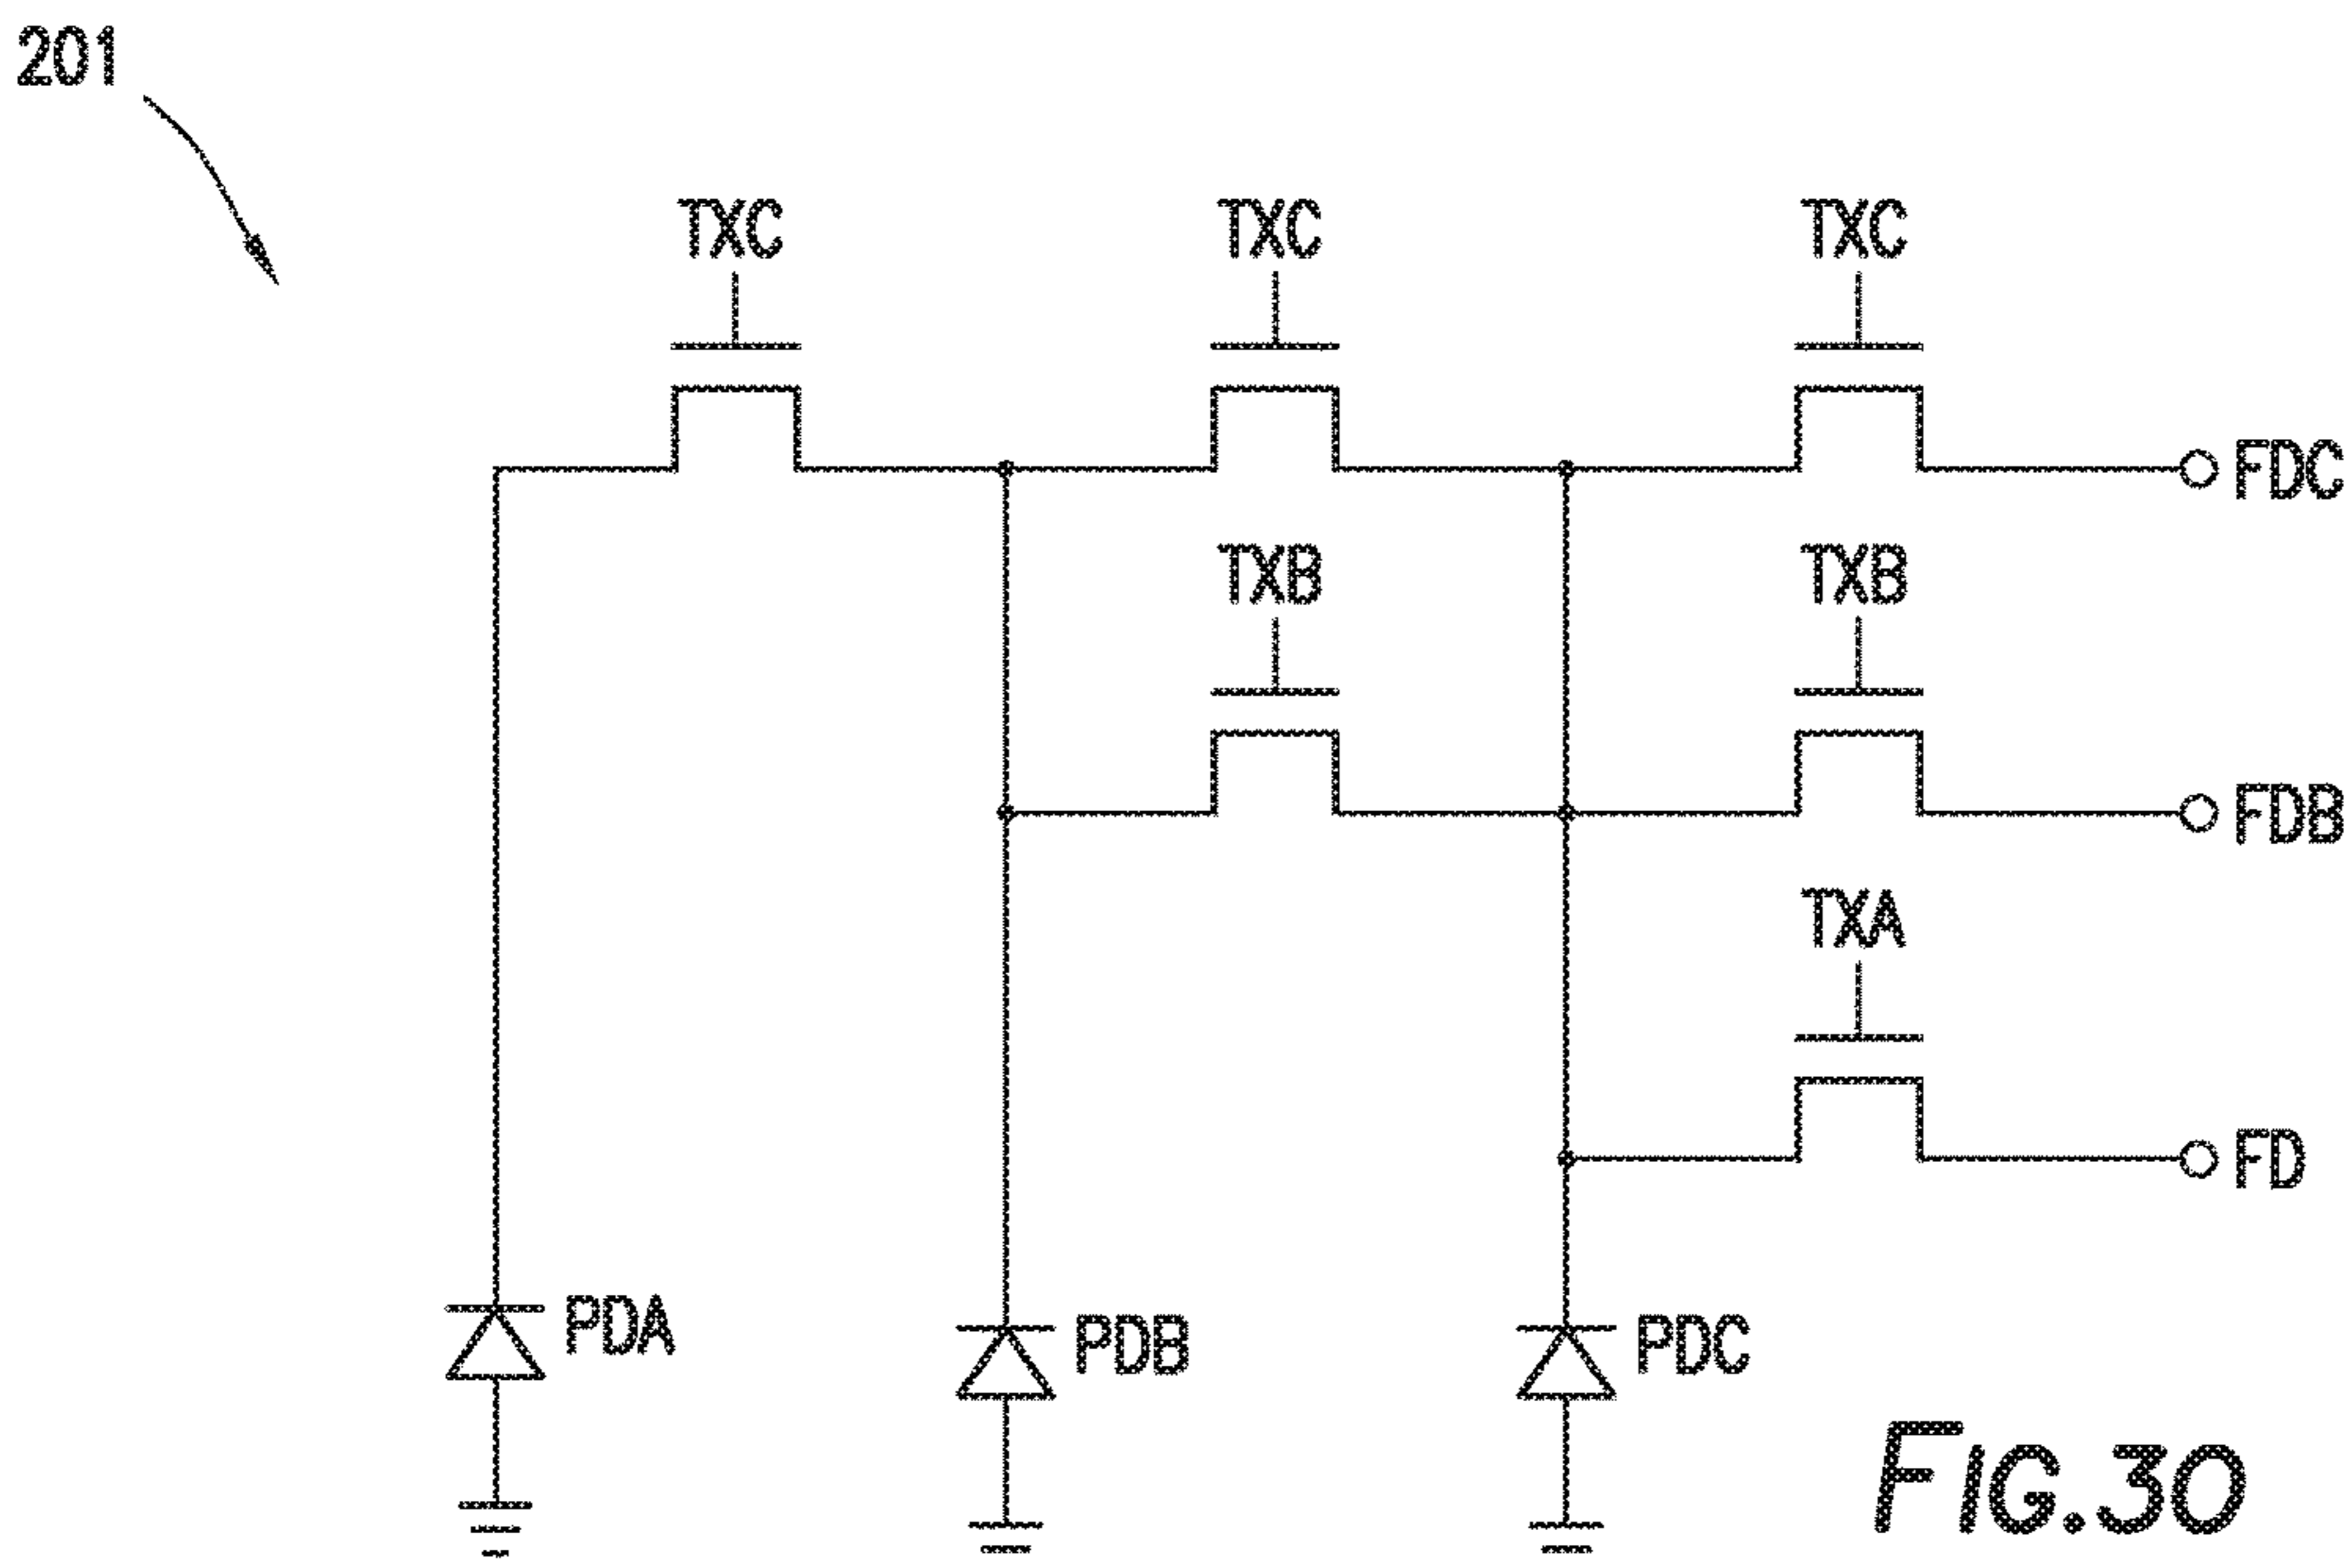 201
TXC TXC TXC
FDC
TXB TXB
FDB
TXA
FD
PDA PDB PDC
FIG.30